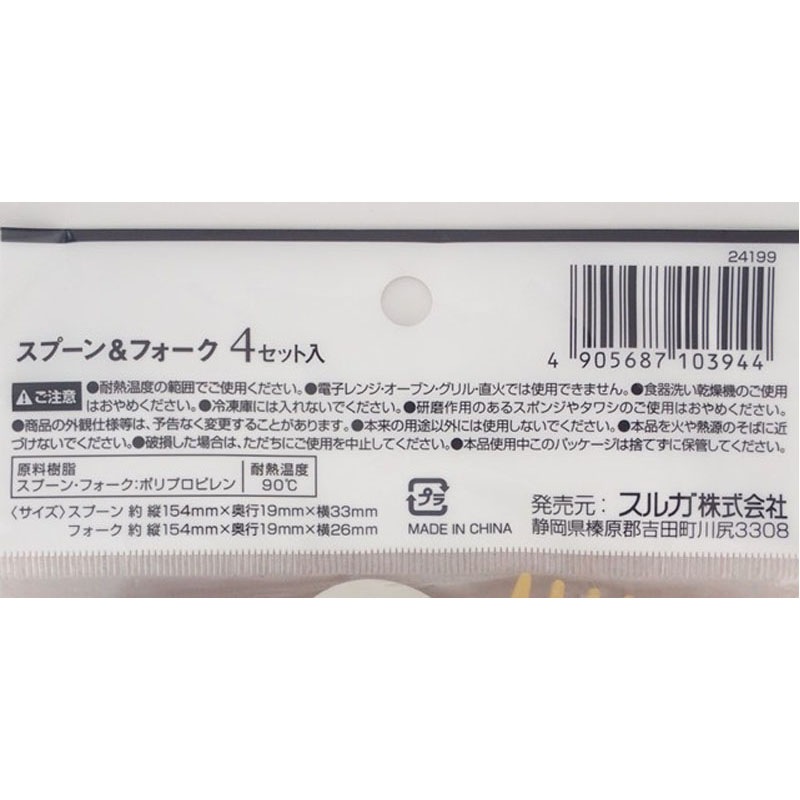 24199
4 905687 103944
スプーン&フォーク 4セット入
ご注意 ●耐熱温度の範囲でご使用ください。●電子レンジ・オーブン・グリル・直火では使用できません。●食器洗い乾燥機のご使用
はおやめください。●冷凍庫には入れないでください。●研磨作用のあるスポンジやタワシのご使用はおやめください。
●商品の外観仕様等は、予告なく変更することがあります。●本来の用途以外には使用しないでください。●本品を火や熱源のそばに近
づけないでください。●破損した場合は、ただちにご使用を中止してください。●本品使用中このパッケージは捨てずに保管してください。
原料樹脂 耐熱温度
スプーン・フォーク:ポリプロピレン 90℃
〈サイズ〉スプーン 約 縦154mm×奥行19mm×横33mm
フォーク 約 縦154mm×奥行19mm×横26mm
プラ
MADE IN CHINA
発売元: スルガ株式会社
静岡県榛原郡吉田町川尻3308